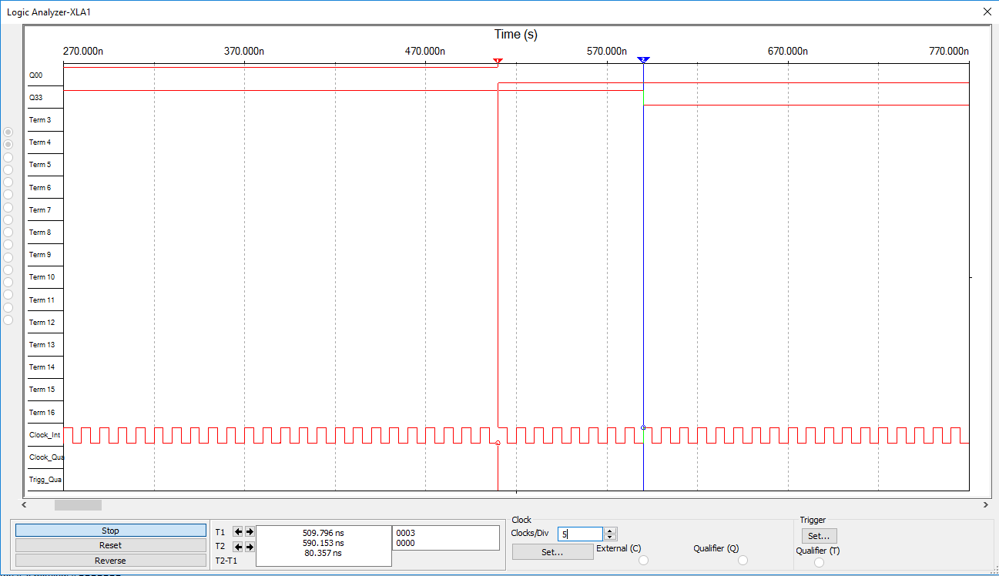 Logic Analyzer-XLA1
Time (s)
270.000n 370.000n 470.000n 570.000n 670.000n 770.000n
1 2
Q00
Q33
Term 3
Term 4
Term 5
Term 6
Term 7
Term 8
Term 9
Term 10
Term 11
Term 12
Term 13
Term 14
Term 15
Term 16
Clock_Int
Clock_Qua
Trigg_Qua
Stop
Reset
Reverse
T1 509.796 ns 0003
T2 590.153 ns 0000
T2-T1 80.357 ns
Clock
Clocks/Div 5
Set...
External (C)
Qualifier (Q)
Trigger
Set...
Qualifier (T)